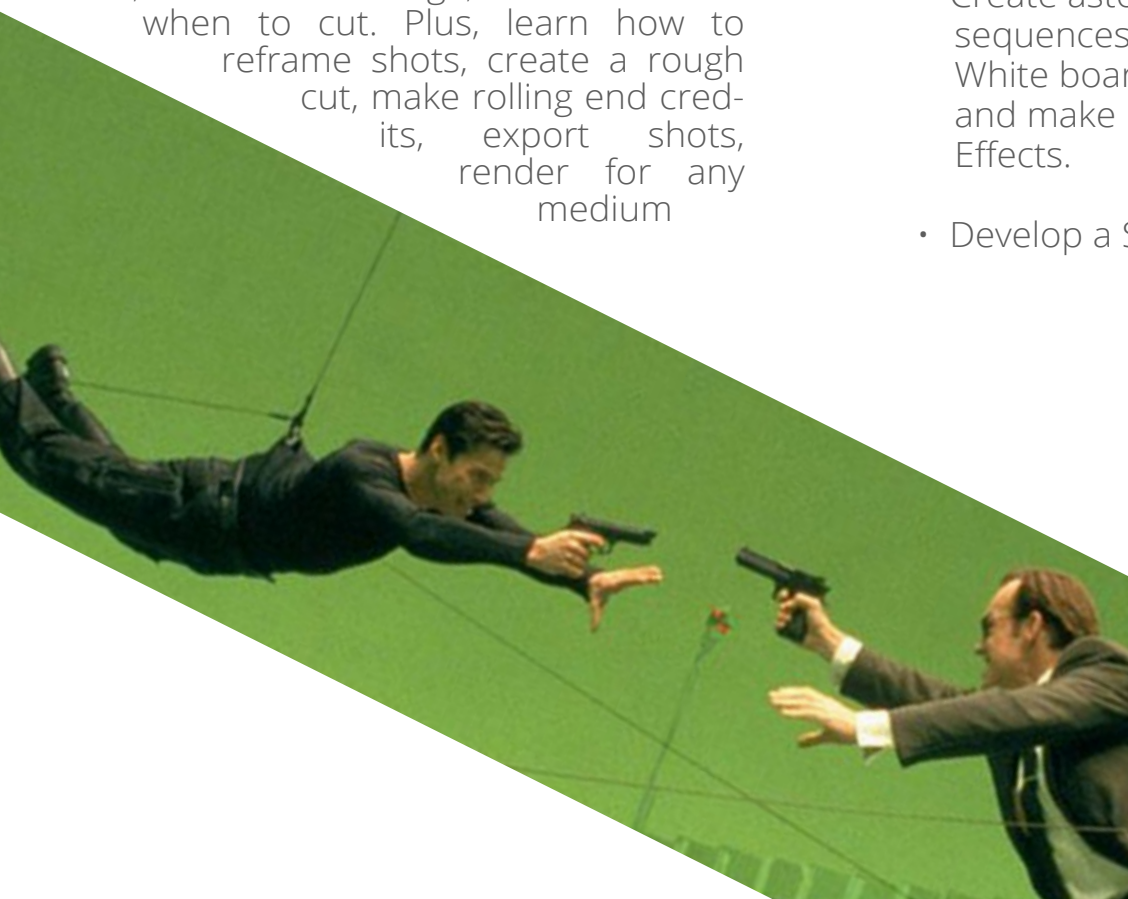 when to cut. Plus, learn how to
reframe shots, create a rough
cut, make rolling end cred-
its, export shots,
render for any
medium
sequences
White boar
and make
Effects.
• Develop a S